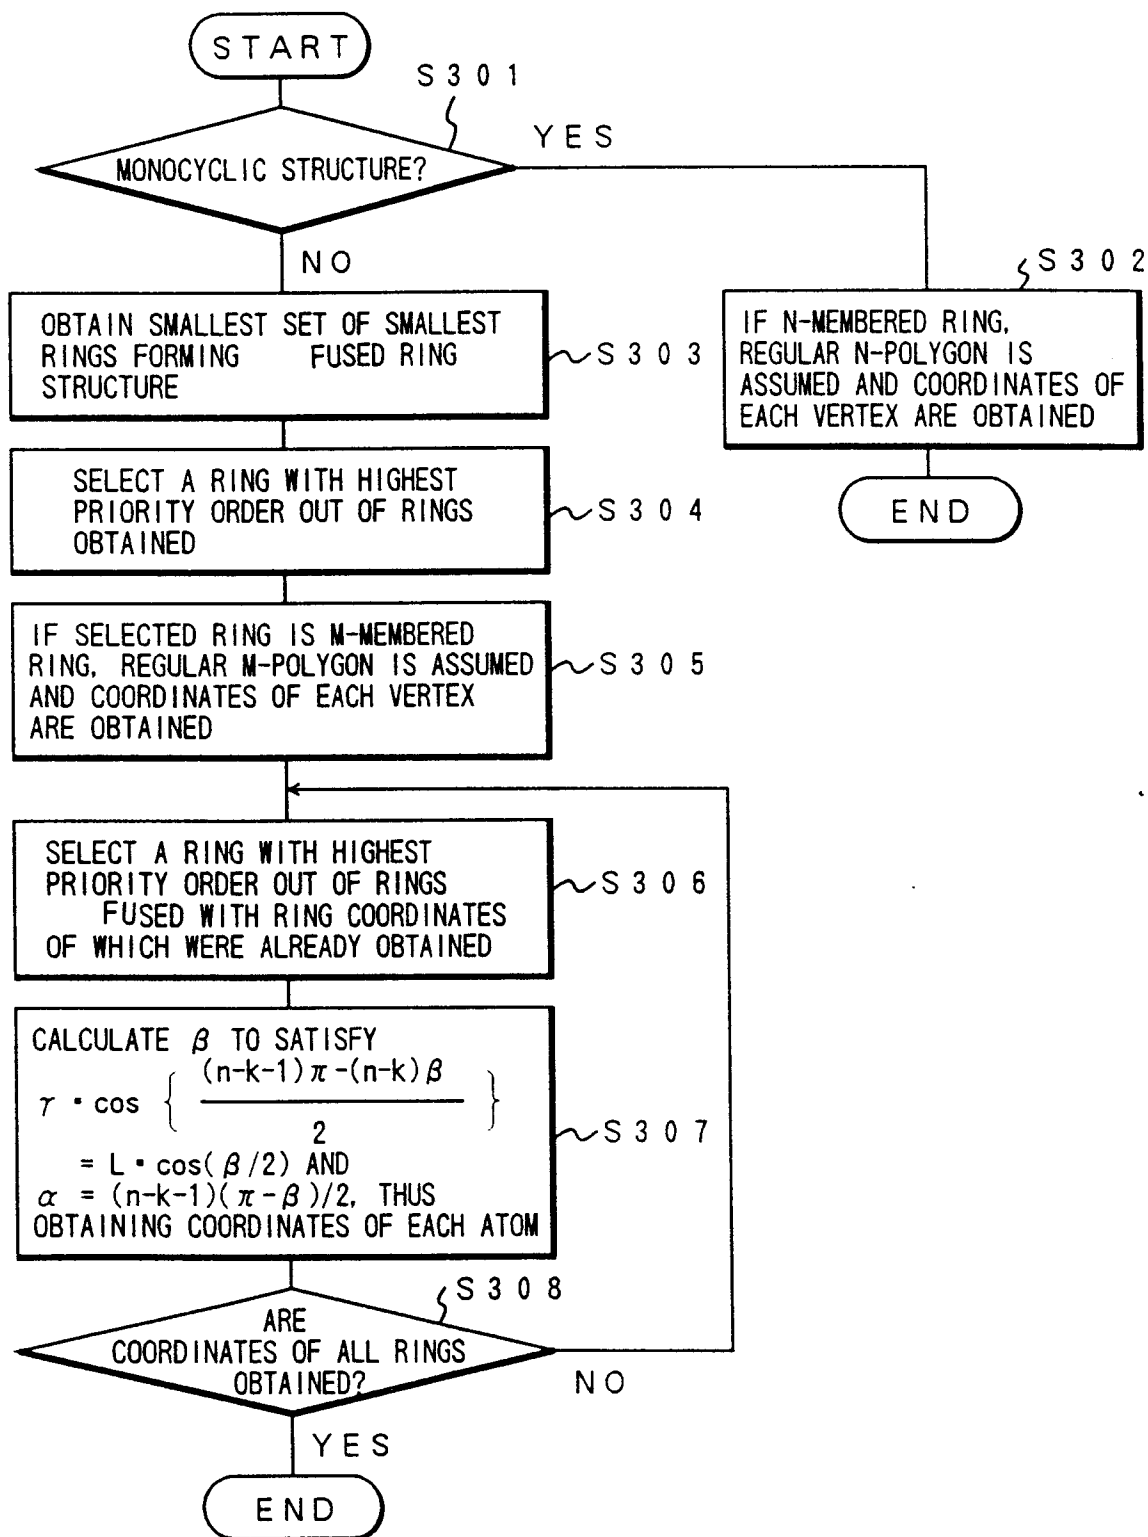 START
S301
MONOCYCLIC STRUCTURE?
YES
NO
S302
IF N-MEMBERED RING,
REGULAR N-POLYGON IS
ASSUMED AND COORDINATES OF
EACH VERTEX ARE OBTAINED
END
OBTAIN SMALLEST SET OF SMALLEST
RINGS FORMING FUSED RING
STRUCTURE
S303
SELECT A RING WITH HIGHEST
PRIORITY ORDER OUT OF RINGS
OBTAINED
S304
IF SELECTED RING IS M-MEMBERED
RING, REGULAR M-POLYGON IS ASSUMED
AND COORDINATES OF EACH VERTEX
ARE OBTAINED
S305
SELECT A RING WITH HIGHEST
PRIORITY ORDER OUT OF RINGS
FUSED WITH RING COORDINATES
OF WHICH WERE ALREADY OBTAINED
S306
CALCULATE β TO SATISFY
(n-k-1)π-(n-k)β
γ · cos { ——— }
2
= L · cos(β/2) AND
α = (n-k-1)(π-β)/2, THUS
OBTAINING COORDINATES OF EACH ATOM
S307
S308
ARE
COORDINATES OF ALL RINGS
OBTAINED?
NO
YES
END